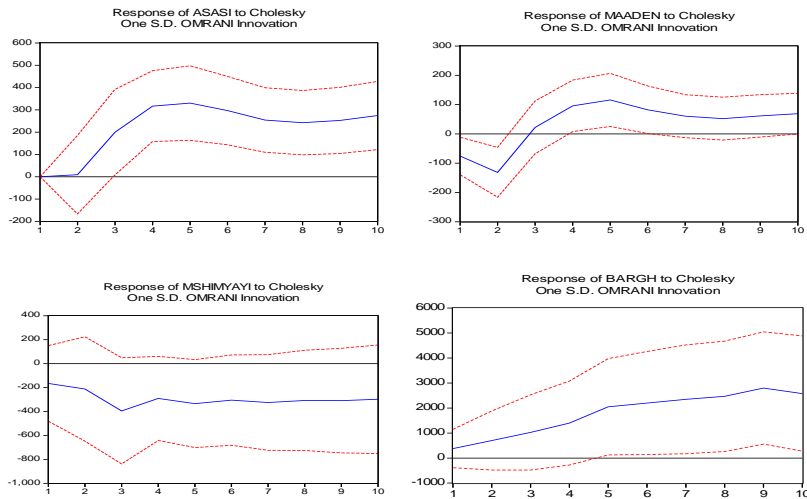 Response of ASASI to Cholesky
One S.D. OMRANI Innovation
600
500
400
300
200
100
0
-100
-200
1 2 3 4 5 6 7 8 9 10
Response of MAADEN to Cholesky
One S.D. OMRANI Innovation
300
200
100
0
-100
-200
-300
1 2 3 4 5 6 7 8 9 10
Response of MSHIMYAYI to Cholesky
One S.D. OMRANI Innovation
400
200
0
-200
-400
-600
-800
-1,000
1 2 3 4 5 6 7 8 9 10
Response of BARGH to Cholesky
One S.D. OMRANI Innovation
6000
5000
4000
3000
2000
1000
0
-1000
1 2 3 4 5 6 7 8 9 10